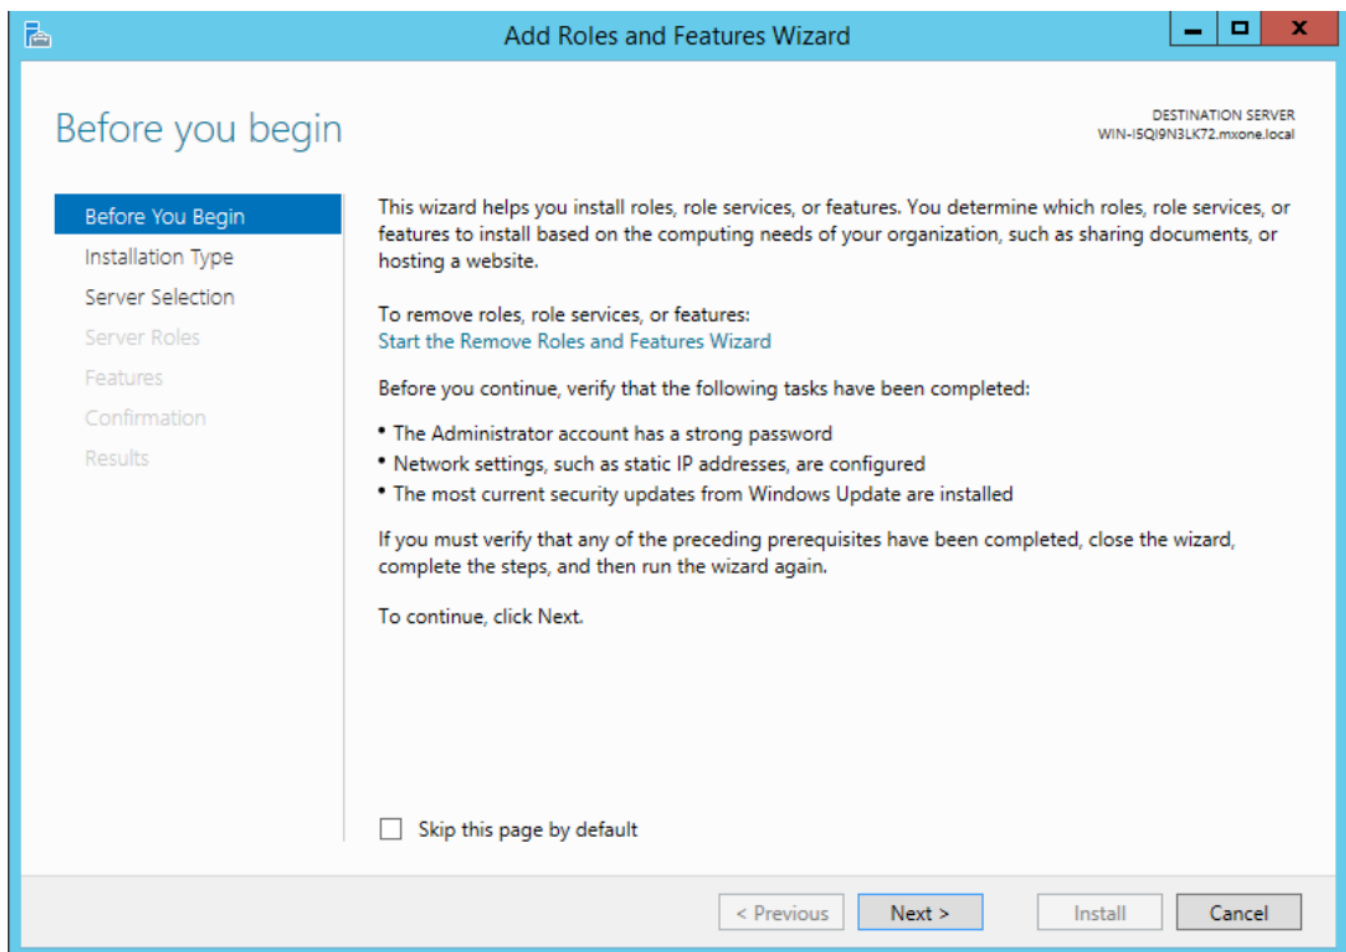 Add Roles and Features Wizard
Before you begin
DESTINATION SERVER
WIN-I5QI9N3LK72.mxone.local
Before You Begin
Installation Type
Server Selection
Server Roles
Features
Confirmation
Results
This wizard helps you install roles, role services, or features. You determine which roles, role services, or
features to install based on the computing needs of your organization, such as sharing documents, or
hosting a website.
To remove roles, role services, or features:
Start the Remove Roles and Features Wizard
Before you continue, verify that the following tasks have been completed:
• The Administrator account has a strong password
• Network settings, such as static IP addresses, are configured
• The most current security updates from Windows Update are installed
If you must verify that any of the preceding prerequisites have been completed, close the wizard,
complete the steps, and then run the wizard again.
To continue, click Next.
Skip this page by default
< Previous
Next >
Install
Cancel